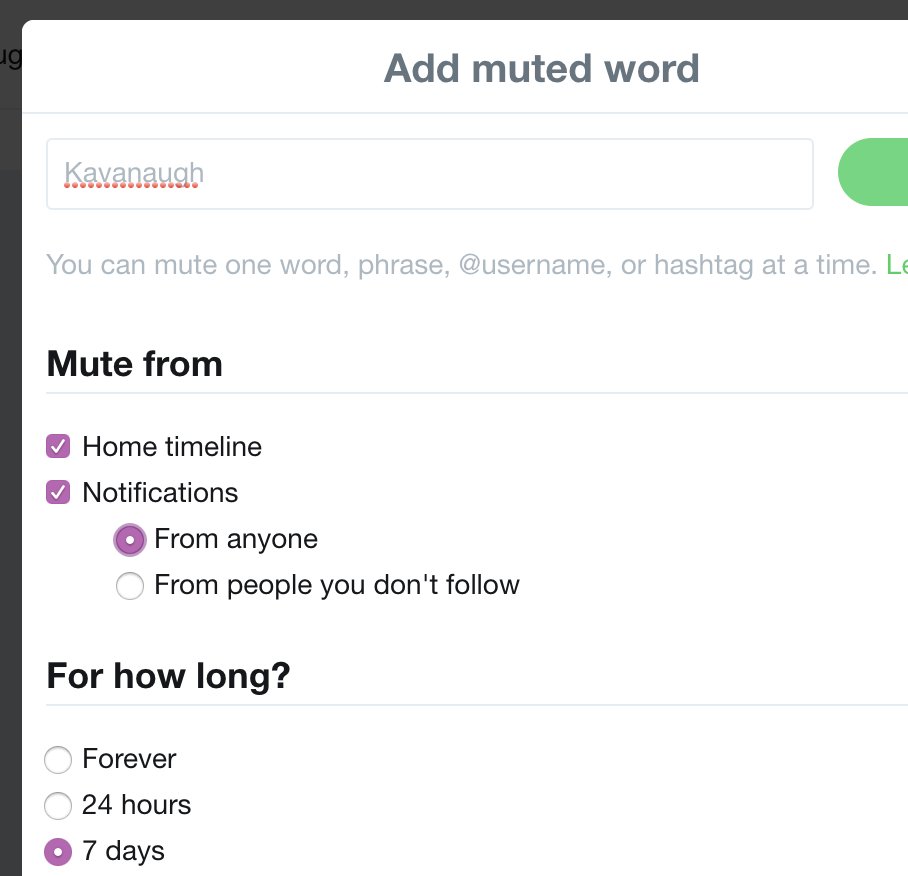 ug
Add muted word
Kavanaugh
You can mute one word, phrase, @username, or hashtag at a time. Le
Mute from
Home timeline
Notifications
From anyone
From people you don't follow
For how long?
Forever
24 hours
7 days